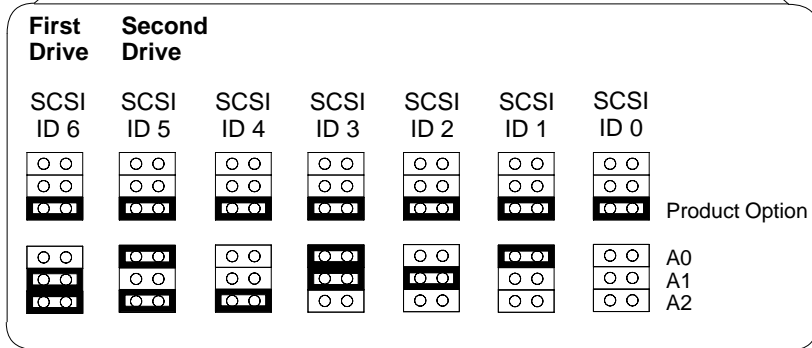 First Second
Drive Drive
SCSI SCSI SCSI SCSI SCSI SCSI SCSI
ID 6 ID 5 ID 4 ID 3 ID 2 ID 1 ID 0
Product Option
A0
A1
A2